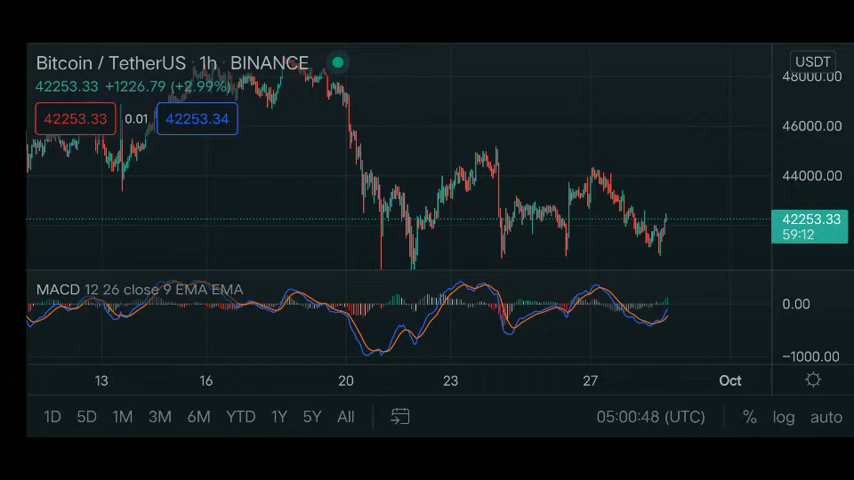 Bitcoin / TetherUS · 1h · BINANCE
USDT
42253.33 +1226.79 (+2.99%)
48000.00
42253.33 0.01 42253.34
46000.00
44000.00
42253.33
59:12
MACD 12 26 close 9 EMA EMA
0.00
−1000.00
13 16 20 23 27 Oct
1D 5D 1M 3M 6M YTD 1Y 5Y All 05:00:48 (UTC) % log auto